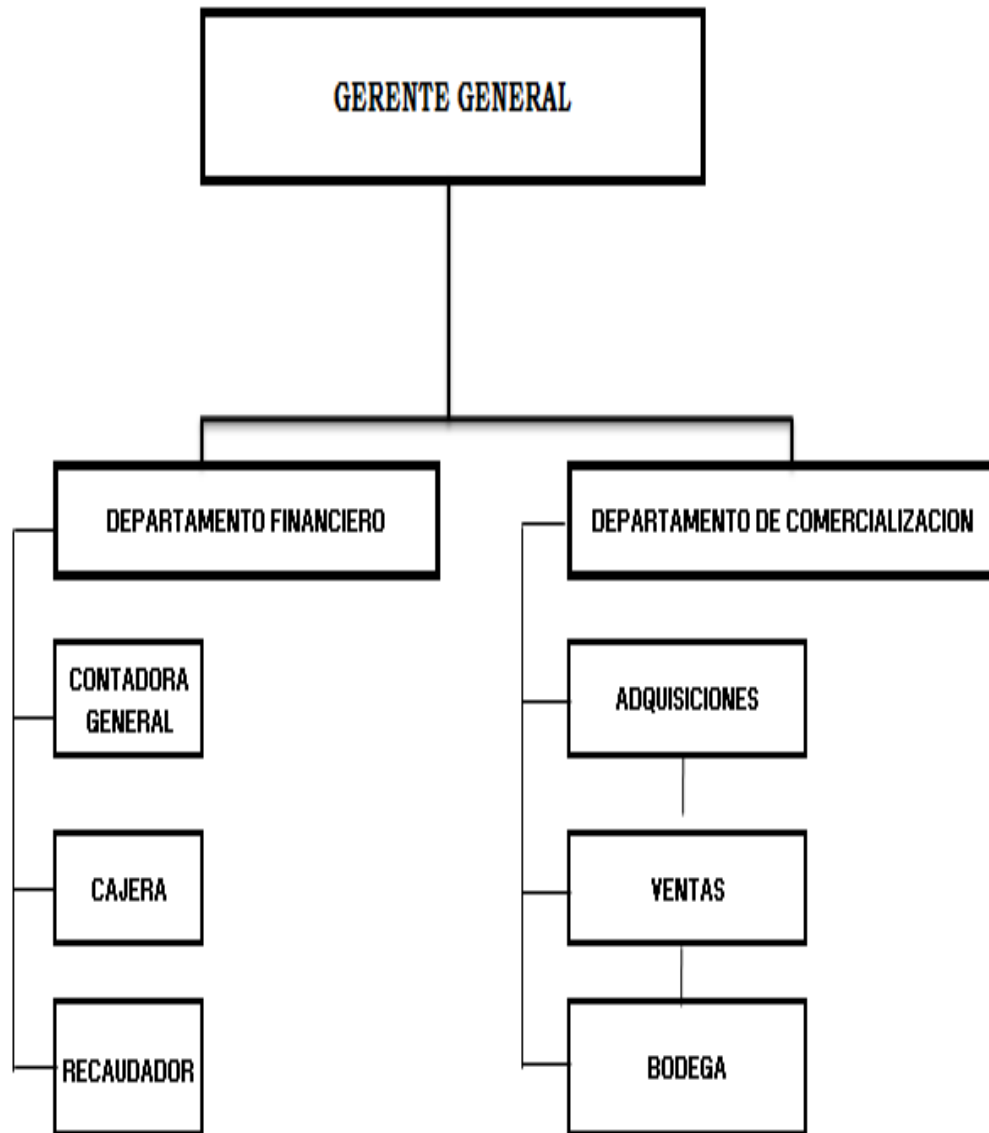 GERENTE GENERAL
DEPARTAMENTO FINANCIERO
DEPARTAMENTO DE COMERCIALIZACION
CONTADORA
GENERAL
ADQUISICIONES
CAJERA
VENTAS
RECAUDADOR
BODEGA